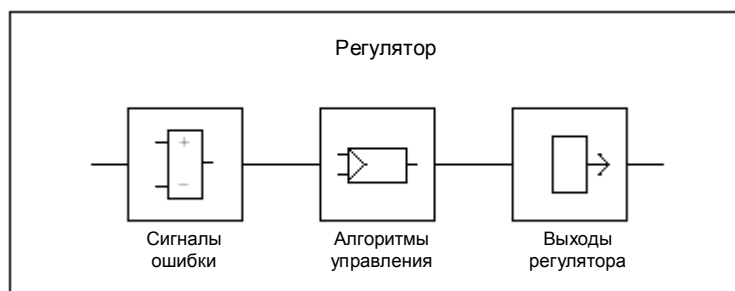 Регулятор
+
−
Сигналы
ошибки
Алгоритмы
управления
Выходы
регулятора